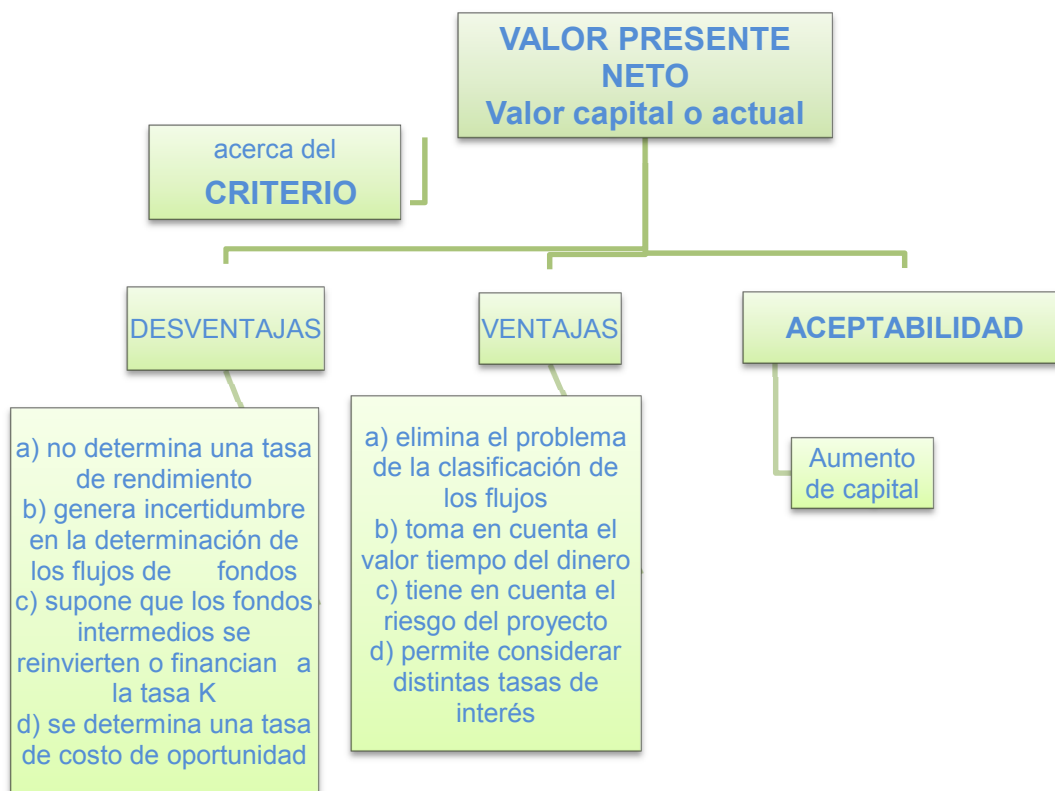 VALOR PRESENTE
NETO
Valor capital o actual
acerca del
CRITERIO
DESVENTAJAS
a) no determina una tasa
de rendimiento
b) genera incertidumbre
en la determinación de
los flujos de fondos
c) supone que los fondos
intermedios se
reinvierten o financian a
la tasa K
d) se determina una tasa
de costo de oportunidad
VENTAJAS
a) elimina el problema
de la clasificación de
los flujos
b) toma en cuenta el
valor tiempo del dinero
c) tiene en cuenta el
riesgo del proyecto
d) permite considerar
distintas tasas de
interés
ACEPTABILIDAD
Aumento
de capital